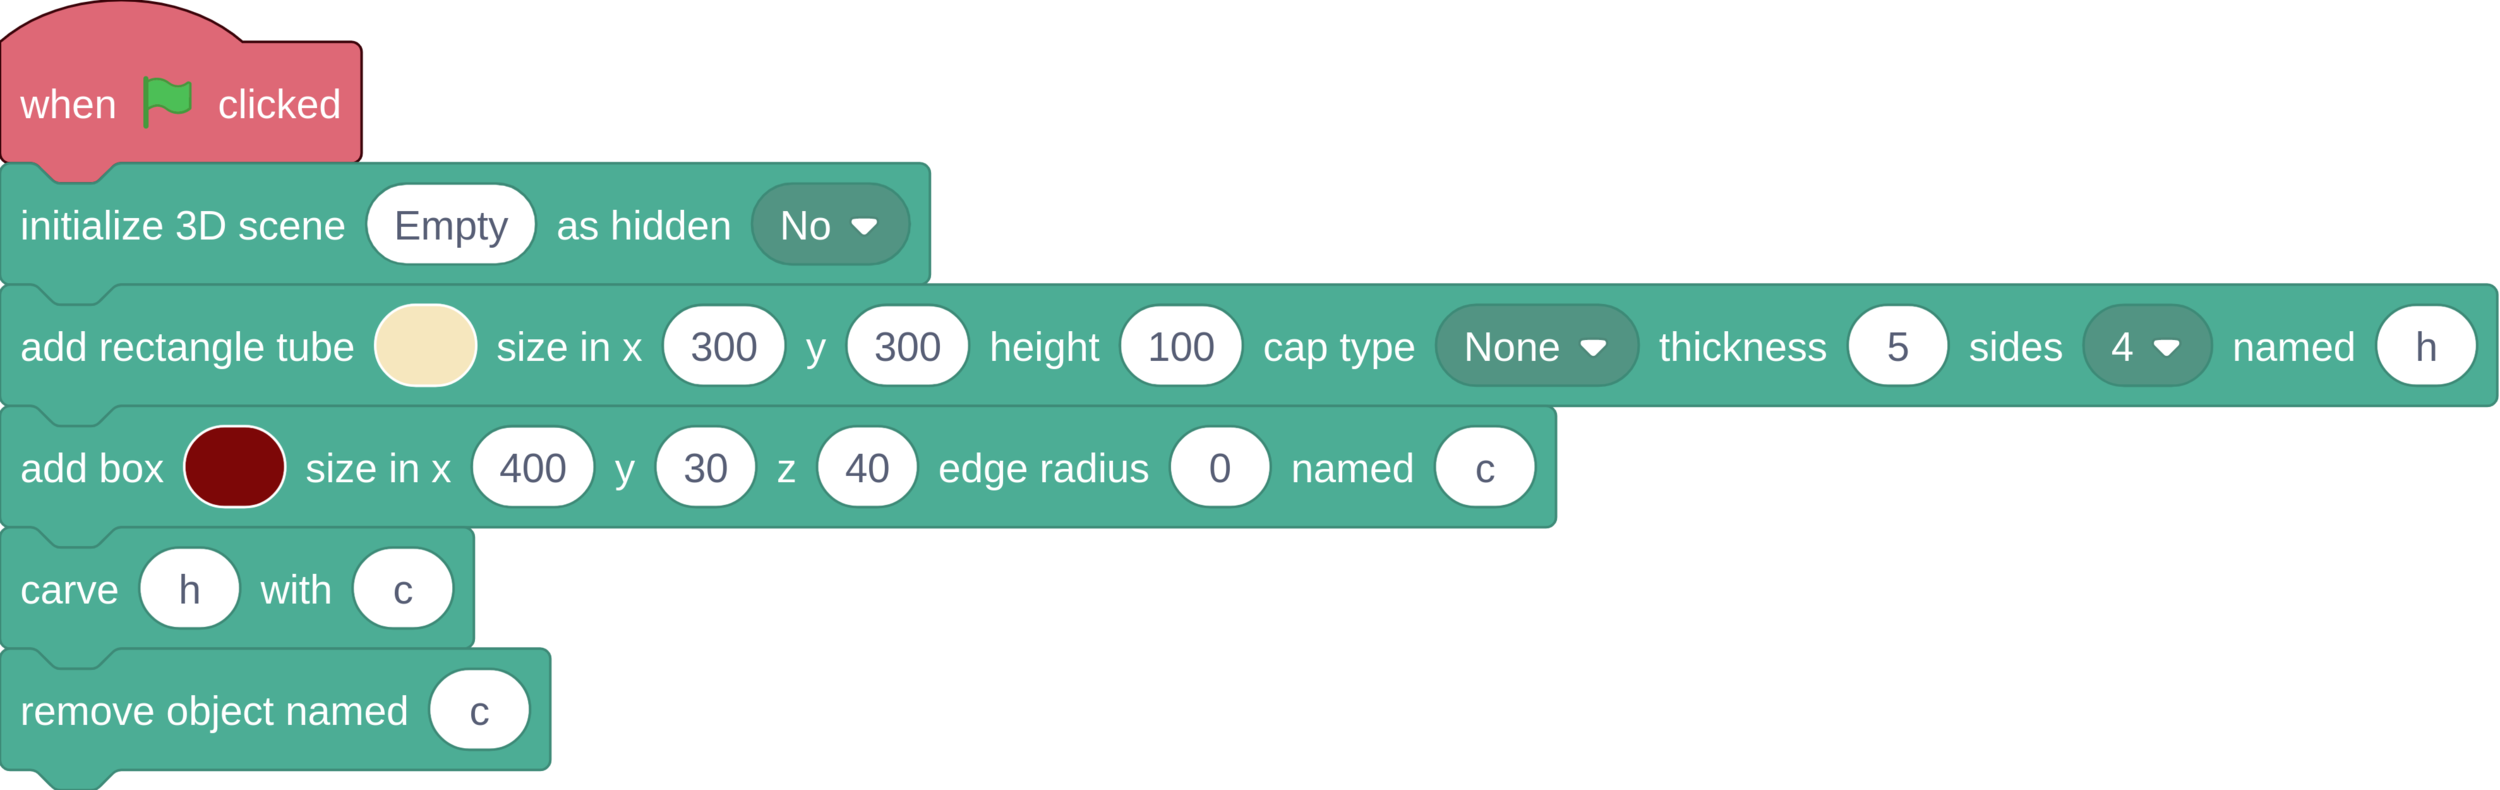 when clicked
initialize 3D scene Empty as hidden No
add rectangle tube size in x 300 y 300 height 100 cap type None thickness 5 sides 4 named h
add box size in x 400 y 30 z 40 edge radius 0 named c
carve h with c
remove object named c